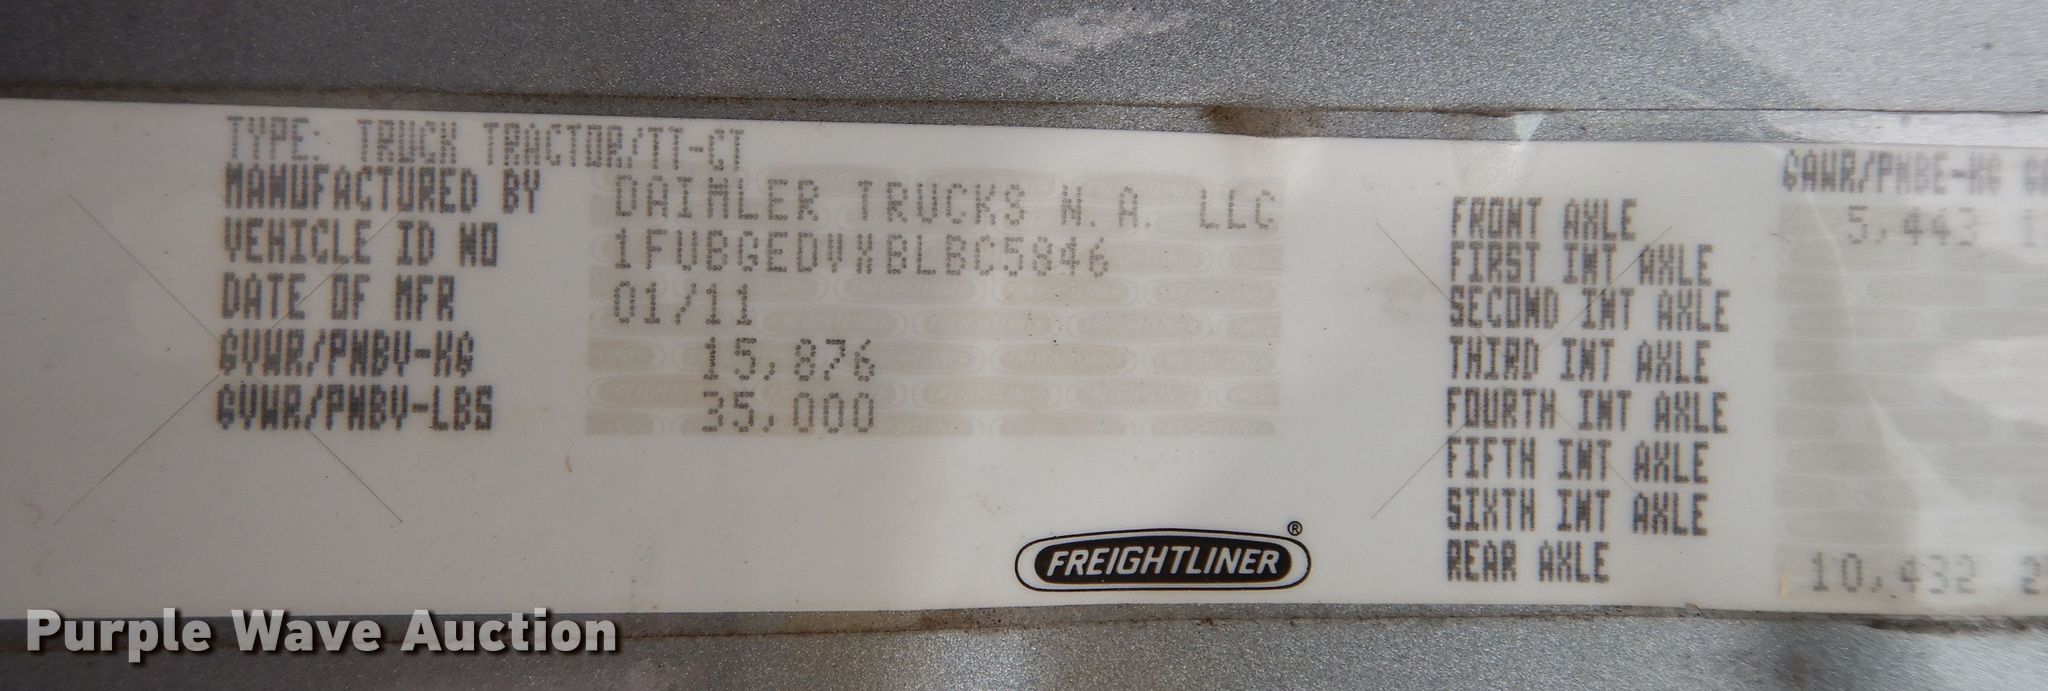 TYPE: TRUCK TRACTOR/TT-CT
MANUFACTURED BY DAIMLER TRUCKS N.A. LLC
VEHICLE ID NO 1FUBGEDVXBLBC5846
DATE OF MFR 01/11
GVWR/PNBV-KG 15,876
GVWR/PNBV-LBS 35,000
FREIGHTLINER®
GAWR/PNBE-KG
FRONT AXLE 5,443
FIRST INT AXLE
SECOND INT AXLE
THIRD INT AXLE
FOURTH INT AXLE
FIFTH INT AXLE
SIXTH INT AXLE
REAR AXLE 10,432
Purple Wave Auction